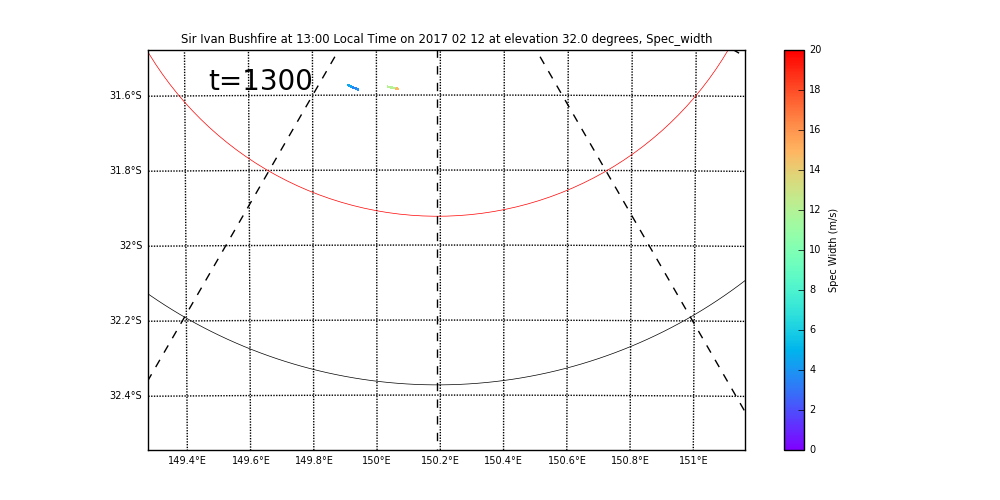 Sir Ivan Bushfire at 13:00 Local Time on 2017 02 12 at elevation 32.0 degrees, Spec_width
t=1300
31.6°S
31.8°S
32°S
32.2°S
32.4°S
149.4°E 149.6°E 149.8°E 150°E 150.2°E 150.4°E 150.6°E 150.8°E 151°E
20
18
16
14
12
10
8
6
4
2
0
Spec Width (m/s)